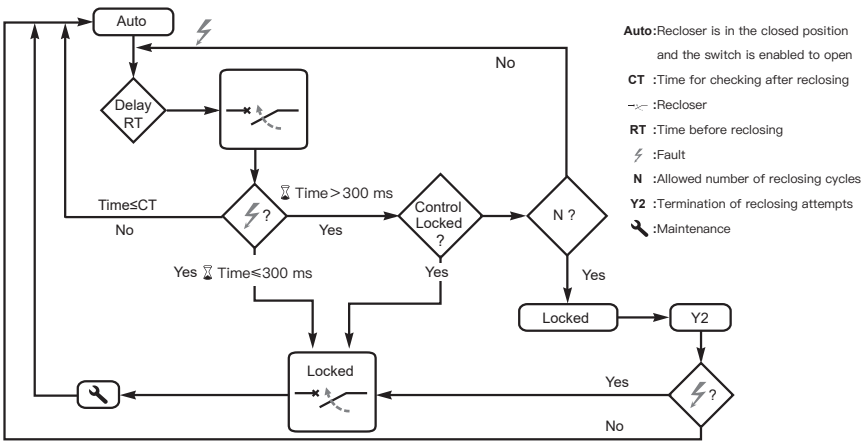 Auto
No
Delay
RT
Time>300 ms
Time≤CT
No
?
Yes
Control
Locked
?
N ?
Yes Time≤300 ms
Yes
Yes
Locked
Y2
Locked
Yes
?
No
Auto:Recloser is in the closed position
and the switch is enabled to open
CT :Time for checking after reclosing
:Recloser
RT :Time before reclosing
:Fault
N :Allowed number of reclosing cycles
Y2 :Termination of reclosing attempts
:Maintenance